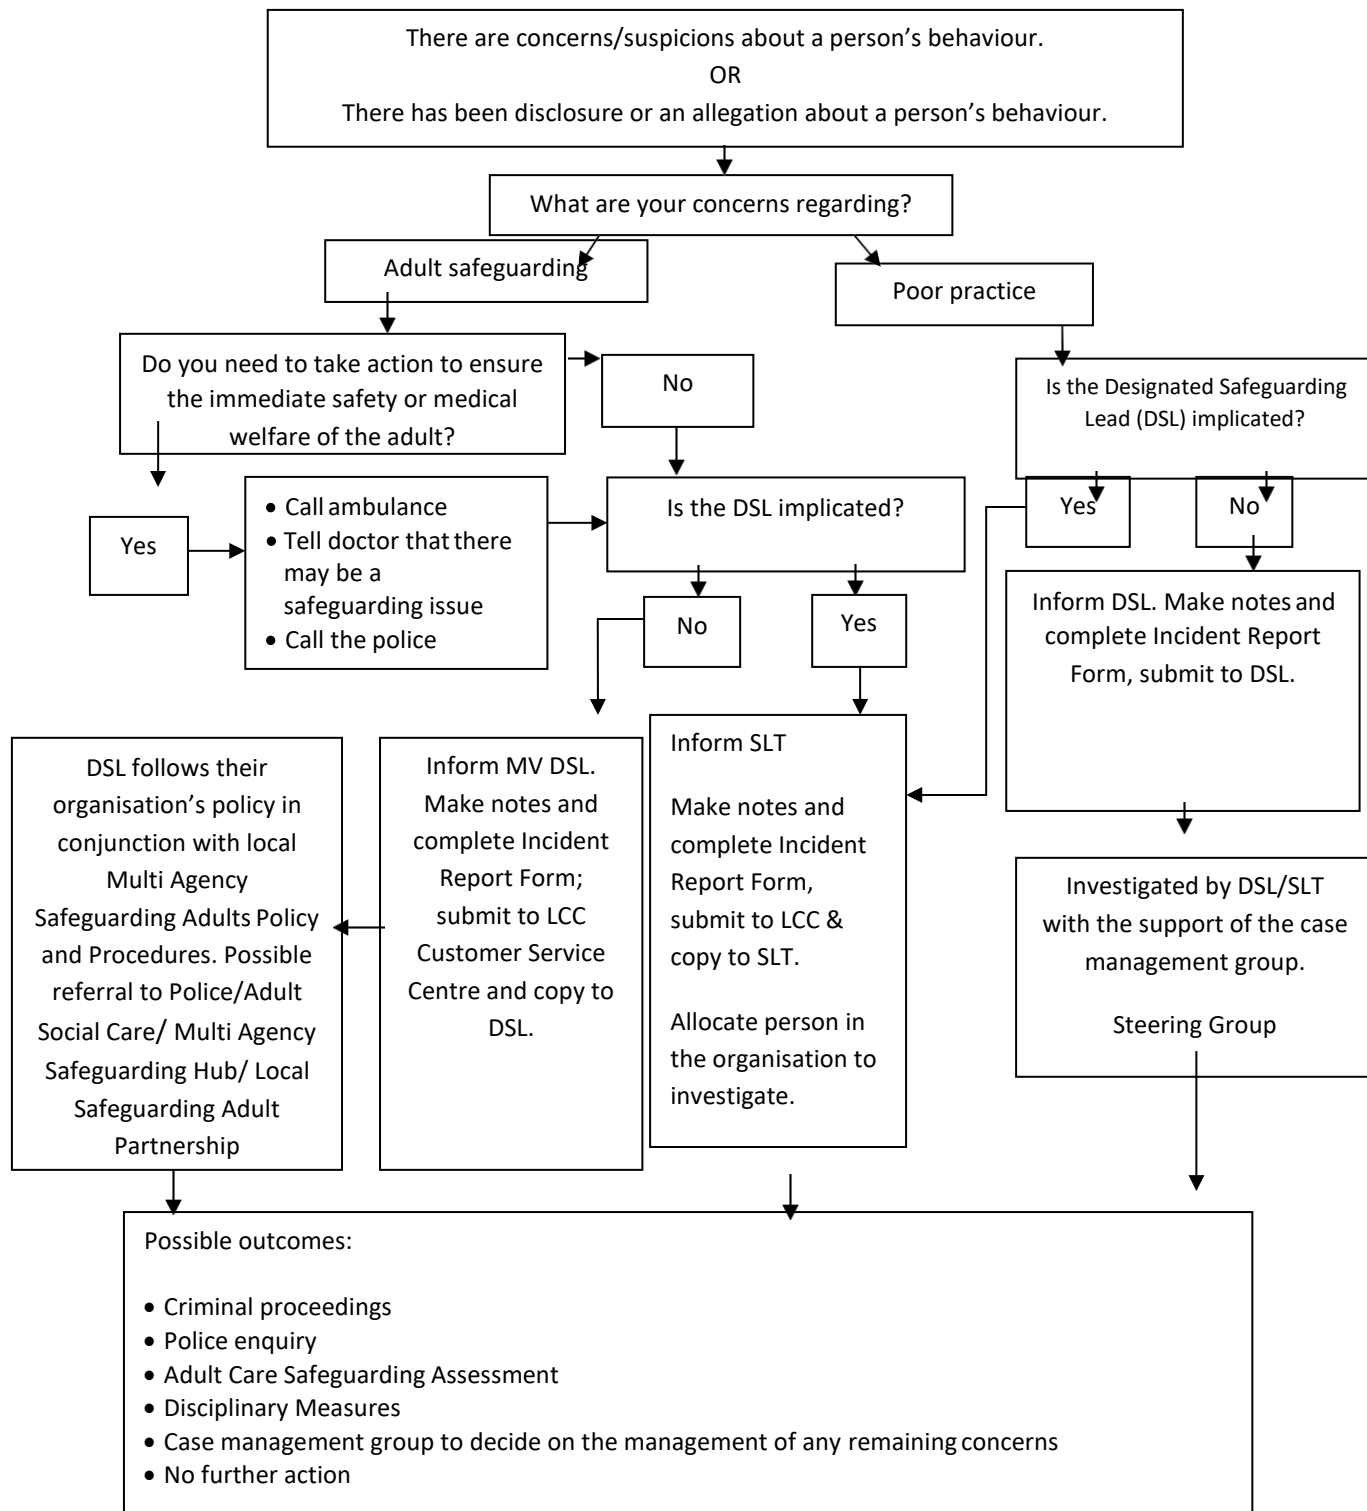 There are concerns/suspicions about a person’s behaviour.
OR
There has been disclosure or an allegation about a person’s behaviour.
What are your concerns regarding?
Adult safeguarding
Poor practice
Do you need to take action to ensure
the immediate safety or medical
welfare of the adult?
No
Is the Designated Safeguarding
Lead (DSL) implicated?
Yes
• Call ambulance
• Tell doctor that there
may be a
safeguarding issue
• Call the police
Is the DSL implicated?
Yes
No
No
Yes
Inform DSL. Make notes and
complete Incident Report
Form, submit to DSL.
DSL follows their
organisation’s policy in
conjunction with local
Multi Agency
Safeguarding Adults Policy
and Procedures. Possible
referral to Police/Adult
Social Care/ Multi Agency
Safeguarding Hub/ Local
Safeguarding Adult
Partnership
Inform MV DSL.
Make notes and
complete Incident
Report Form;
submit to LCC
Customer Service
Centre and copy to
DSL.
Inform SLT
Make notes and
complete Incident
Report Form,
submit to LCC &
copy to SLT.
Allocate person in
the organisation to
investigate.
Investigated by DSL/SLT
with the support of the case
management group.
Steering Group
Possible outcomes:
• Criminal proceedings
• Police enquiry
• Adult Care Safeguarding Assessment
• Disciplinary Measures
• Case management group to decide on the management of any remaining concerns
• No further action